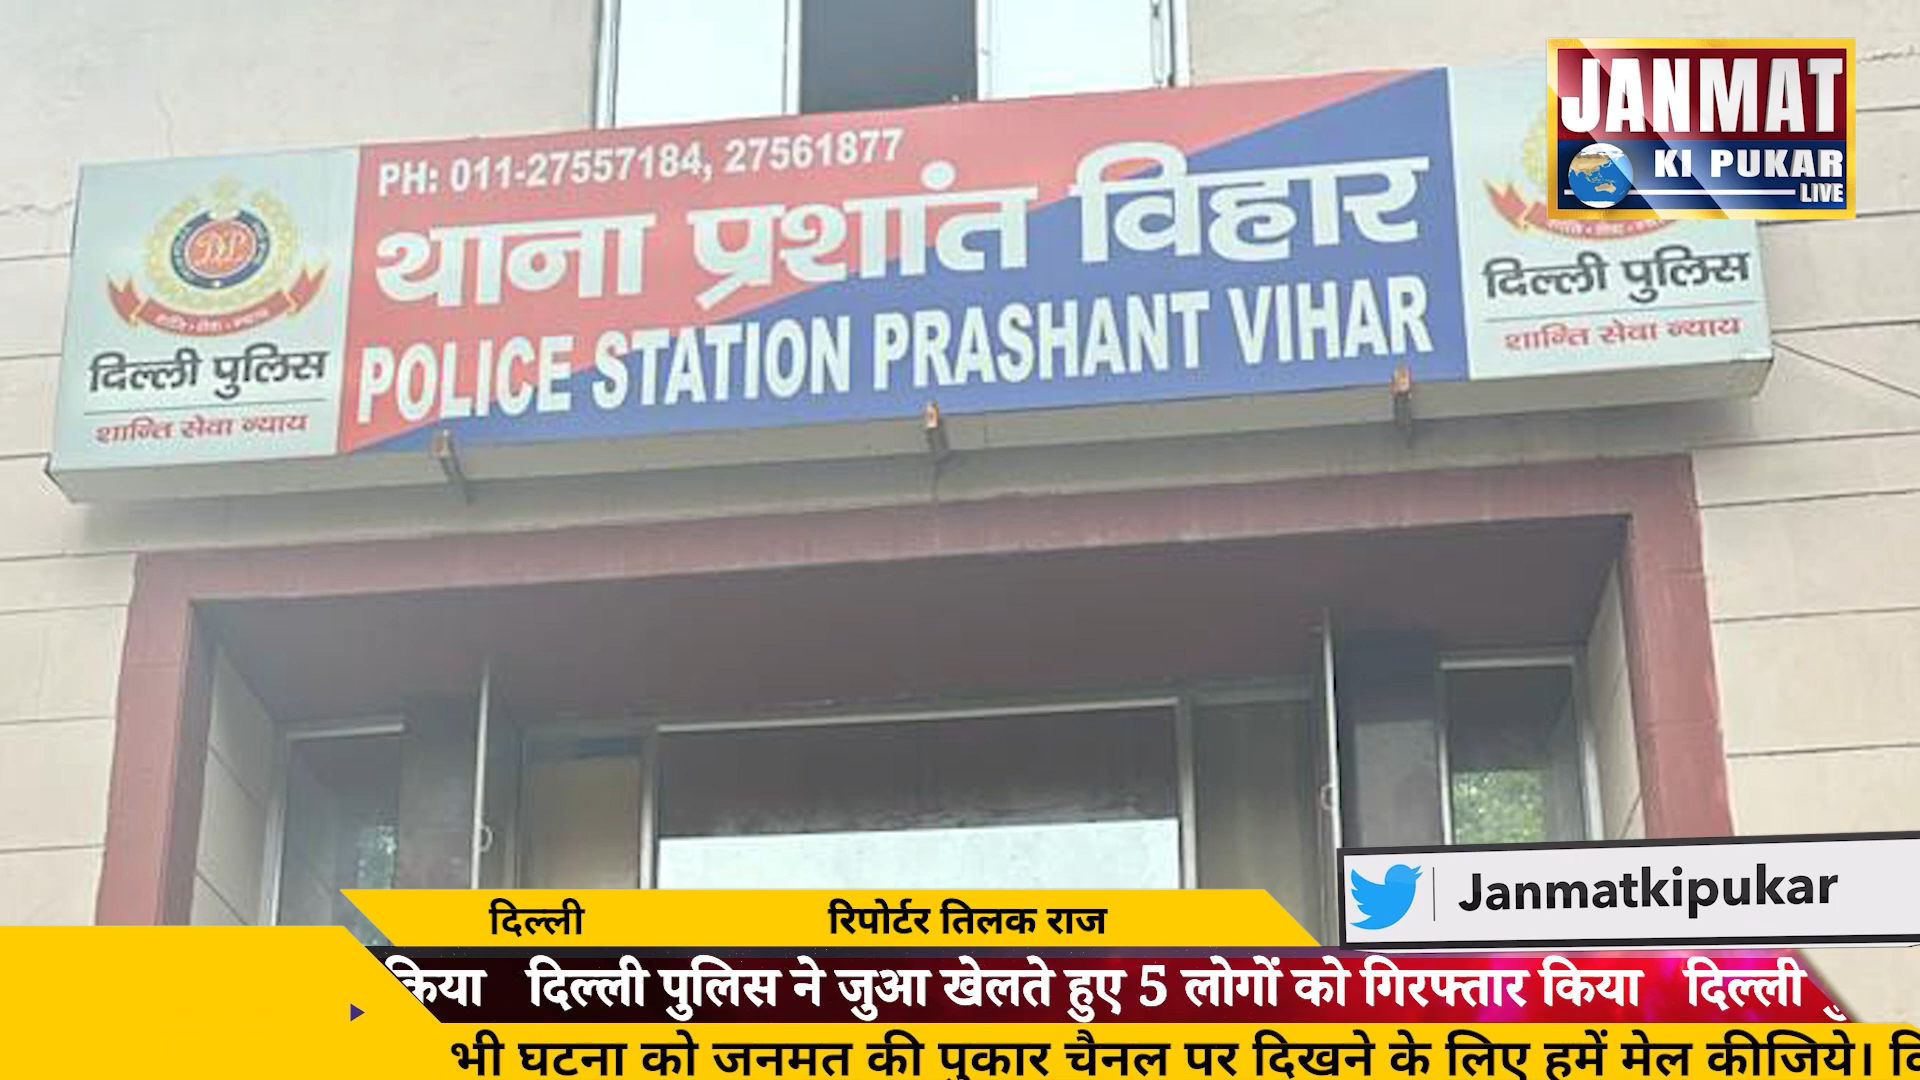 JANMAT
KI PUKAR
LIVE
PH: 011-27557184, 27561877
थाना प्रशांत विहार
POLICE STATION PRASHANT VIHAR
दिल्ली पुलिस
शान्ति सेवा न्याय
दिल्ली पुलिस
शान्ति सेवा न्याय
Janmatkipukar
दिल्ली रिपोर्टर तिलक राज
किया दिल्ली पुलिस ने जुआ खेलते हुए 5 लोगों को गिरफ्तार किया दिल्ली
भी घटना को जनमत की पुकार चैनल पर दिखने के लिए हमें मेल कीजिये।